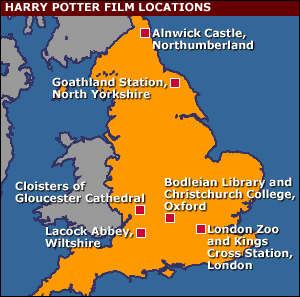 HARRY POTTER FILM LOCATIONS
Alnwick Castle,
Northumberland
Goathland Station,
North Yorkshire
Cloisters of
Gloucester Cathedral
Bodleian Library and
Christchurch College,
Oxford
Lacock Abbey,
Wiltshire
London Zoo
and Kings
Cross Station,
London